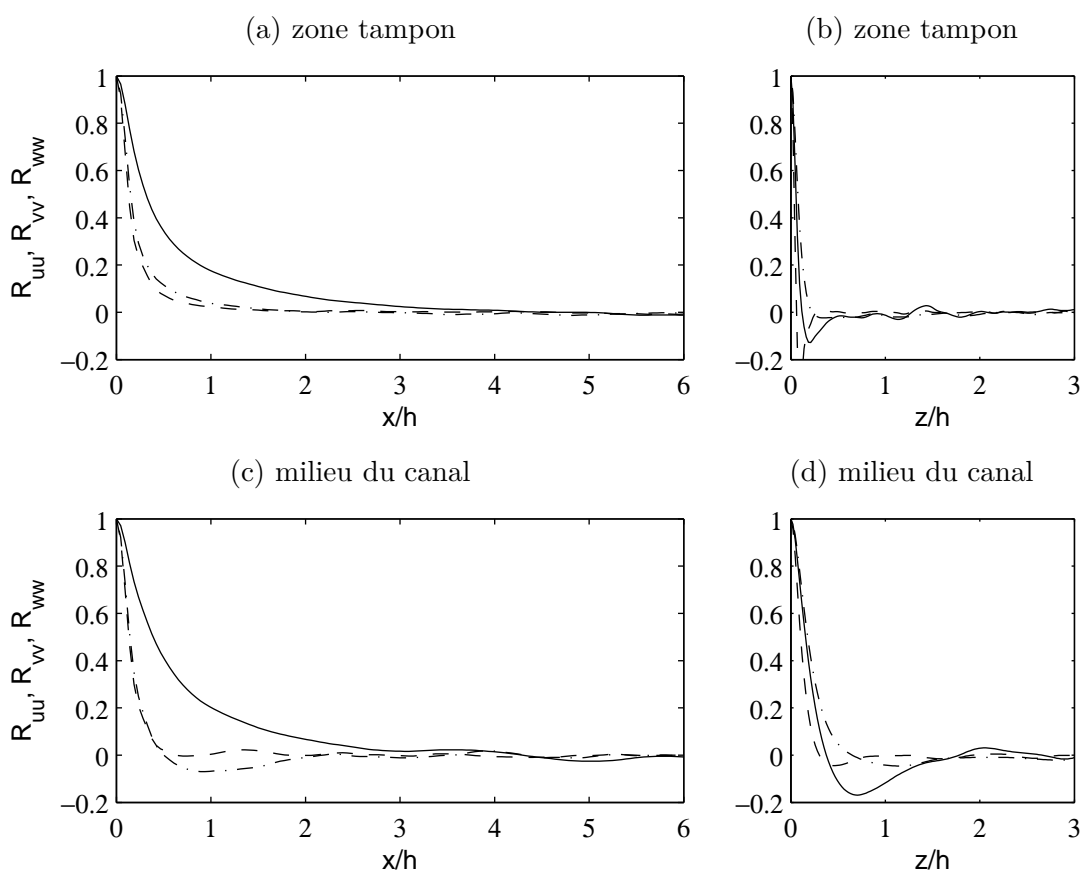 (a) zone tampon
1
0.8
0.6
0.4
0.2
0
−0.2
0 1 2 3 4 5 6
x/h
R_uu, R_vv, R_ww
(b) zone tampon
1
0.8
0.6
0.4
0.2
0
−0.2
0 1 2 3
z/h
(c) milieu du canal
1
0.8
0.6
0.4
0.2
0
−0.2
0 1 2 3 4 5 6
x/h
R_uu, R_vv, R_ww
(d) milieu du canal
1
0.8
0.6
0.4
0.2
0
−0.2
0 1 2 3
z/h